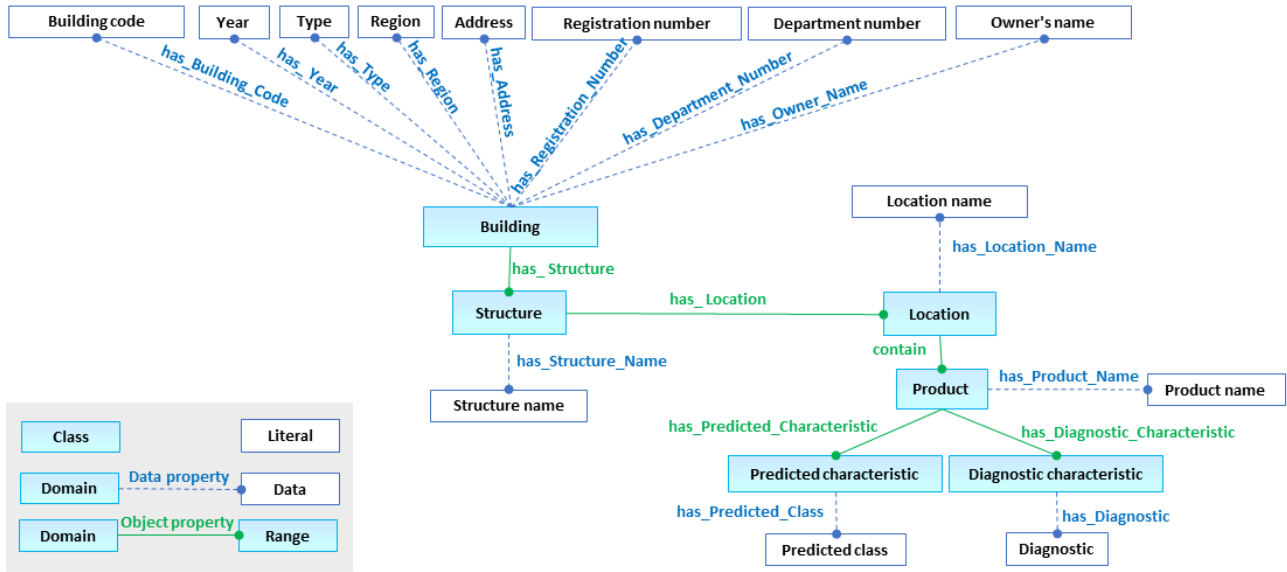 Building code
Year
Type
Region
Address
Registration number
Department number
Owner's name
has_Building_Code
has_ Year
has_Type
has_Region
has_Address
has_Registration_Number
has_Department_Number
has_Owner_Name
Building
Location name
has_ Structure
has_Location_Name
has_ Location
Structure
Location
has_Structure_Name
contain
Structure name
Product
has_Product_Name
Product name
has_Predicted_Characteristic
has_Diagnostic_Characteristic
Predicted characteristic
Diagnostic characteristic
has_Predicted_Class
has_Diagnostic
Predicted class
Diagnostic
Class
Literal
Domain
Data property
Data
Domain
Object property
Range